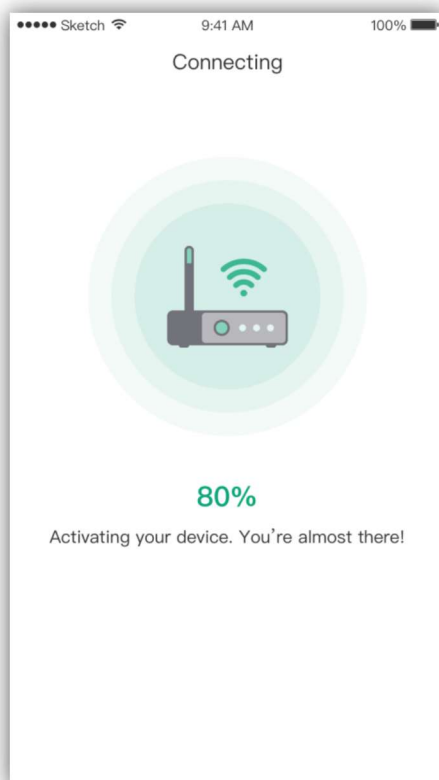 Sketch 9:41 AM 100%
Connecting
80%
Activating your device. You're almost there!